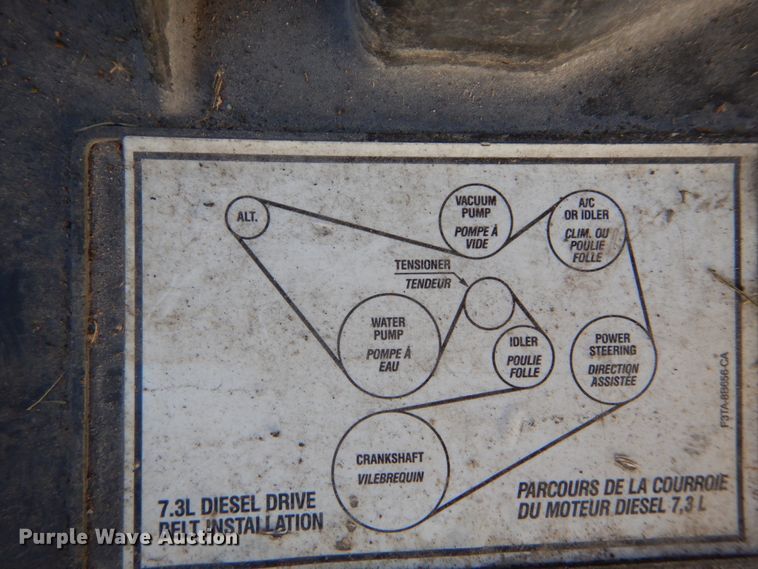 ALT.
VACUUM
PUMP
POMPE À
VIDE
A/C
OR IDLER
CLIM. OU
POULIE
FOLLE
TENSIONER
TENDEUR
WATER
PUMP
POMPE À
EAU
IDLER
POULIE
FOLLE
POWER
STEERING
DIRECTION
ASSISTÉE
F3TA-8B656-CA
CRANKSHAFT
VILEBREQUIN
7.3L DIESEL DRIVE
BELT INSTALLATION
PARCOURS DE LA COURROIE
DU MOTEUR DIESEL 7,3 L
Purple Wave Auction